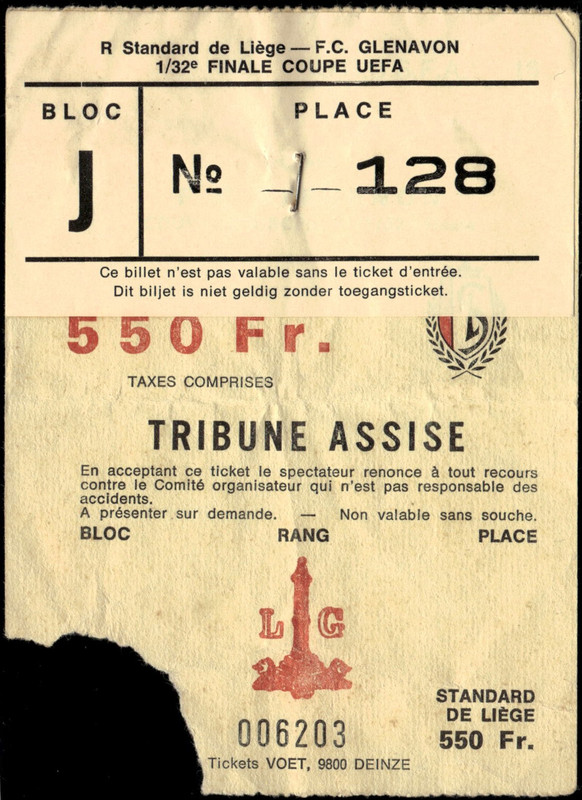 R Standard de Liège — F.C. GLENAVON
1/32e FINALE COUPE UEFA
BLOC
PLACE
J
No
128
Ce billet n'est pas valable sans le ticket d'entrée.
Dit biljet is niet geldig zonder toegangsticket.
550 Fr.
TAXES COMPRISES
TRIBUNE ASSISE
En acceptant ce ticket le spectateur renonce à tout recours
contre le Comité organisateur qui n'est pas responsable des
accidents.
A présenter sur demande. — Non valable sans souche.
BLOC RANG PLACE
L G
STANDARD
DE LIÈGE
006203
550 Fr.
Tickets VOET, 9800 DEINZE